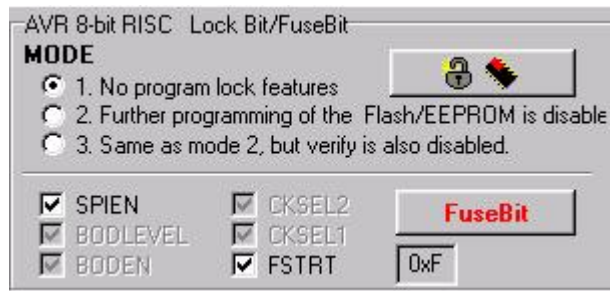 AVR 8-bit RISC Lock Bit/FuseBit
MODE
1. No program lock features
2. Further programming of the Flash/EEPROM is disable
3. Same as mode 2, but verify is also disabled.
SPIEN CKSEL2 FuseBit
BODLEVEL CKSEL1
BODEN FSTRT 0xF